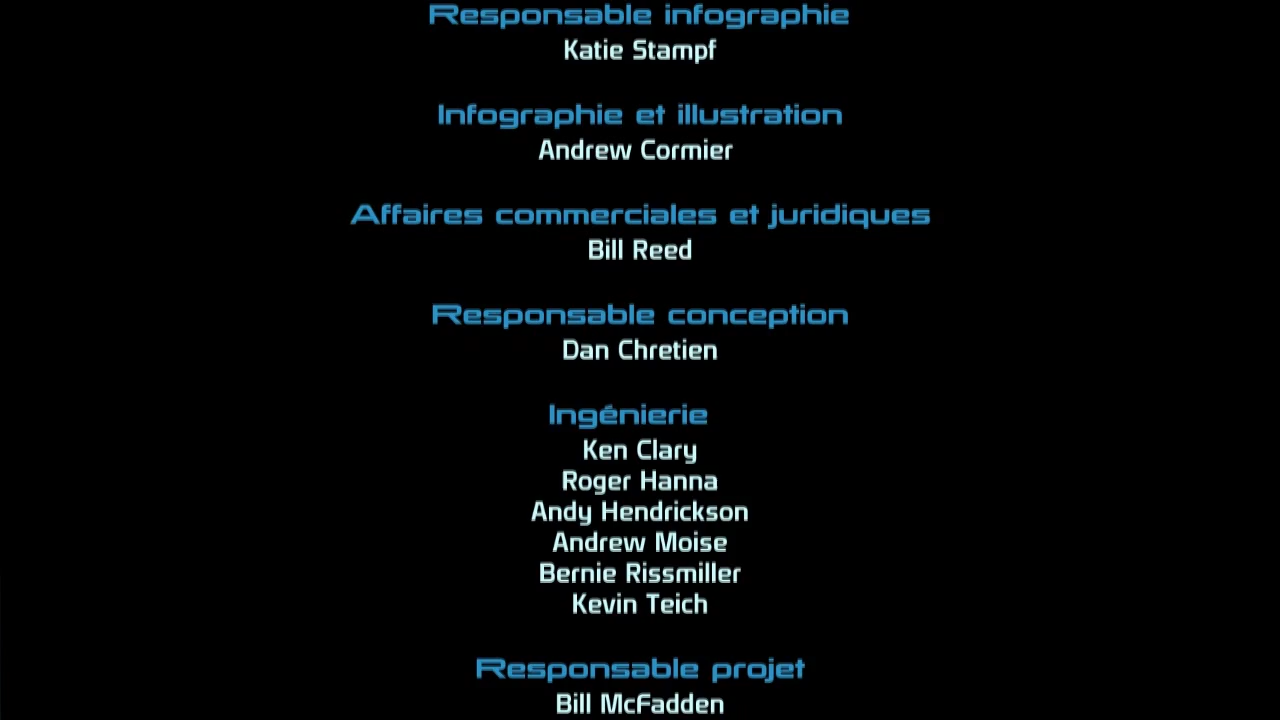 Responsable infographie
Katie Stampf
Infographie et illustration
Andrew Cormier
Affaires commerciales et juridiques
Bill Reed
Responsable conception
Dan Chretien
Ingénierie
Ken Clary
Roger Hanna
Andy Hendrickson
Andrew Moise
Bernie Rissmiller
Kevin Teich
Responsable projet
Bill McFadden